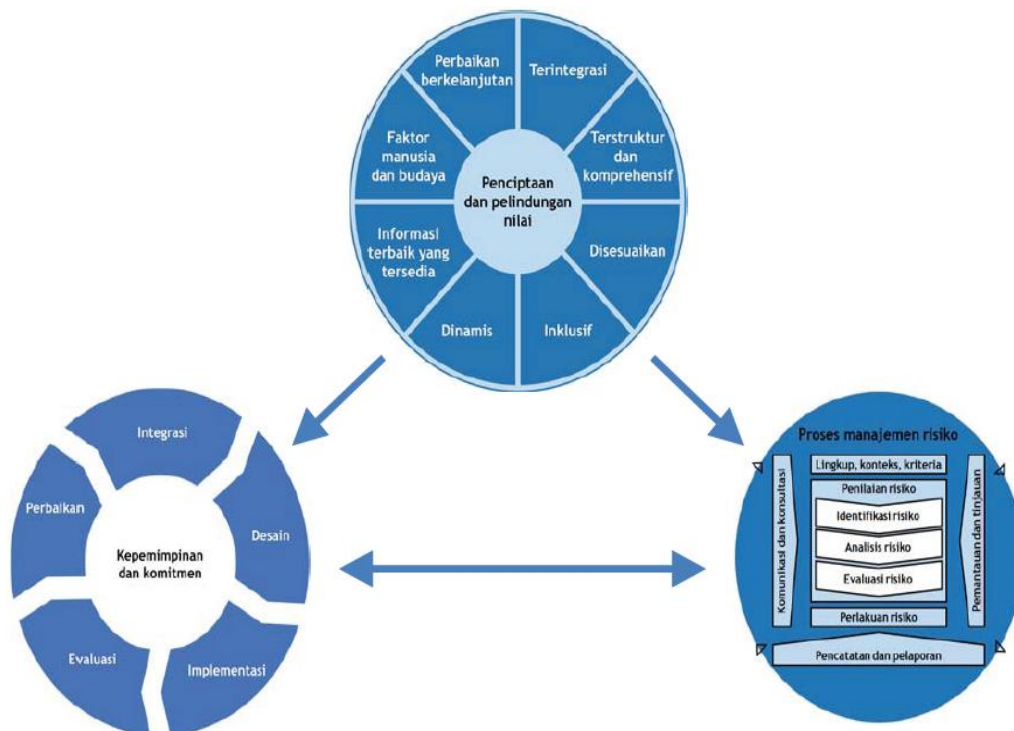 Perbaikan
berkelanjutan
Terintegrasi
Terstruktur
dan
komprehensif
Disesuaikan
Inklusif
Dinamis
Informasi
terbaik yang
tersedia
Faktor
manusia
dan budaya
Penciptaan
dan pelindungan
nilai
Integrasi
Desain
Implementasi
Evaluasi
Perbaikan
Kepemimpinan
dan komitmen
Proses manajemen risiko
Lingkup, konteks, kriteria
Penilaian risiko
Identifikasi risiko
Analisis risiko
Evaluasi risiko
Perlakuan risiko
Komunikasi dan konsultasi
Pemantauan dan tinjauan
Pencatatan dan pelaporan